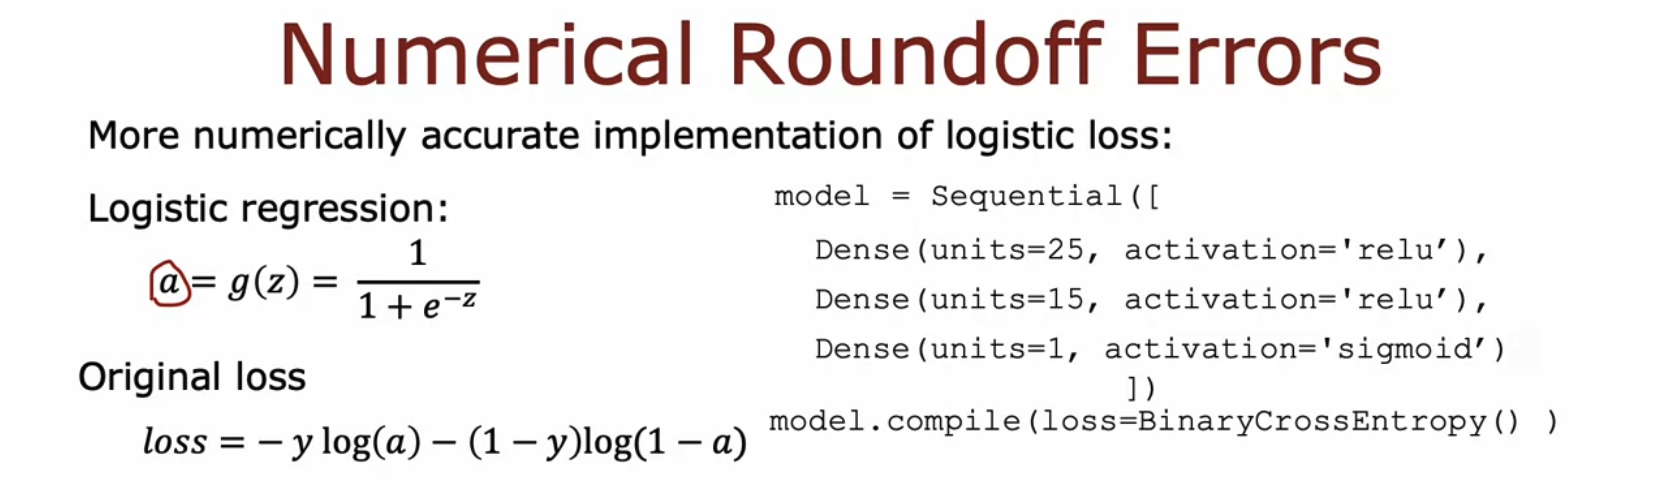 Numerical Roundoff Errors
More numerically accurate implementation of logistic loss:
Logistic regression:
a = g(z) = 1 / (1 + e^{-z})
Original loss
loss = − y log(a) − (1 − y)log(1 − a)
model = Sequential([
Dense(units=25, activation='relu’),
Dense(units=15, activation='relu’),
Dense(units=1, activation='sigmoid’)
])
model.compile(loss=BinaryCrossEntropy() )